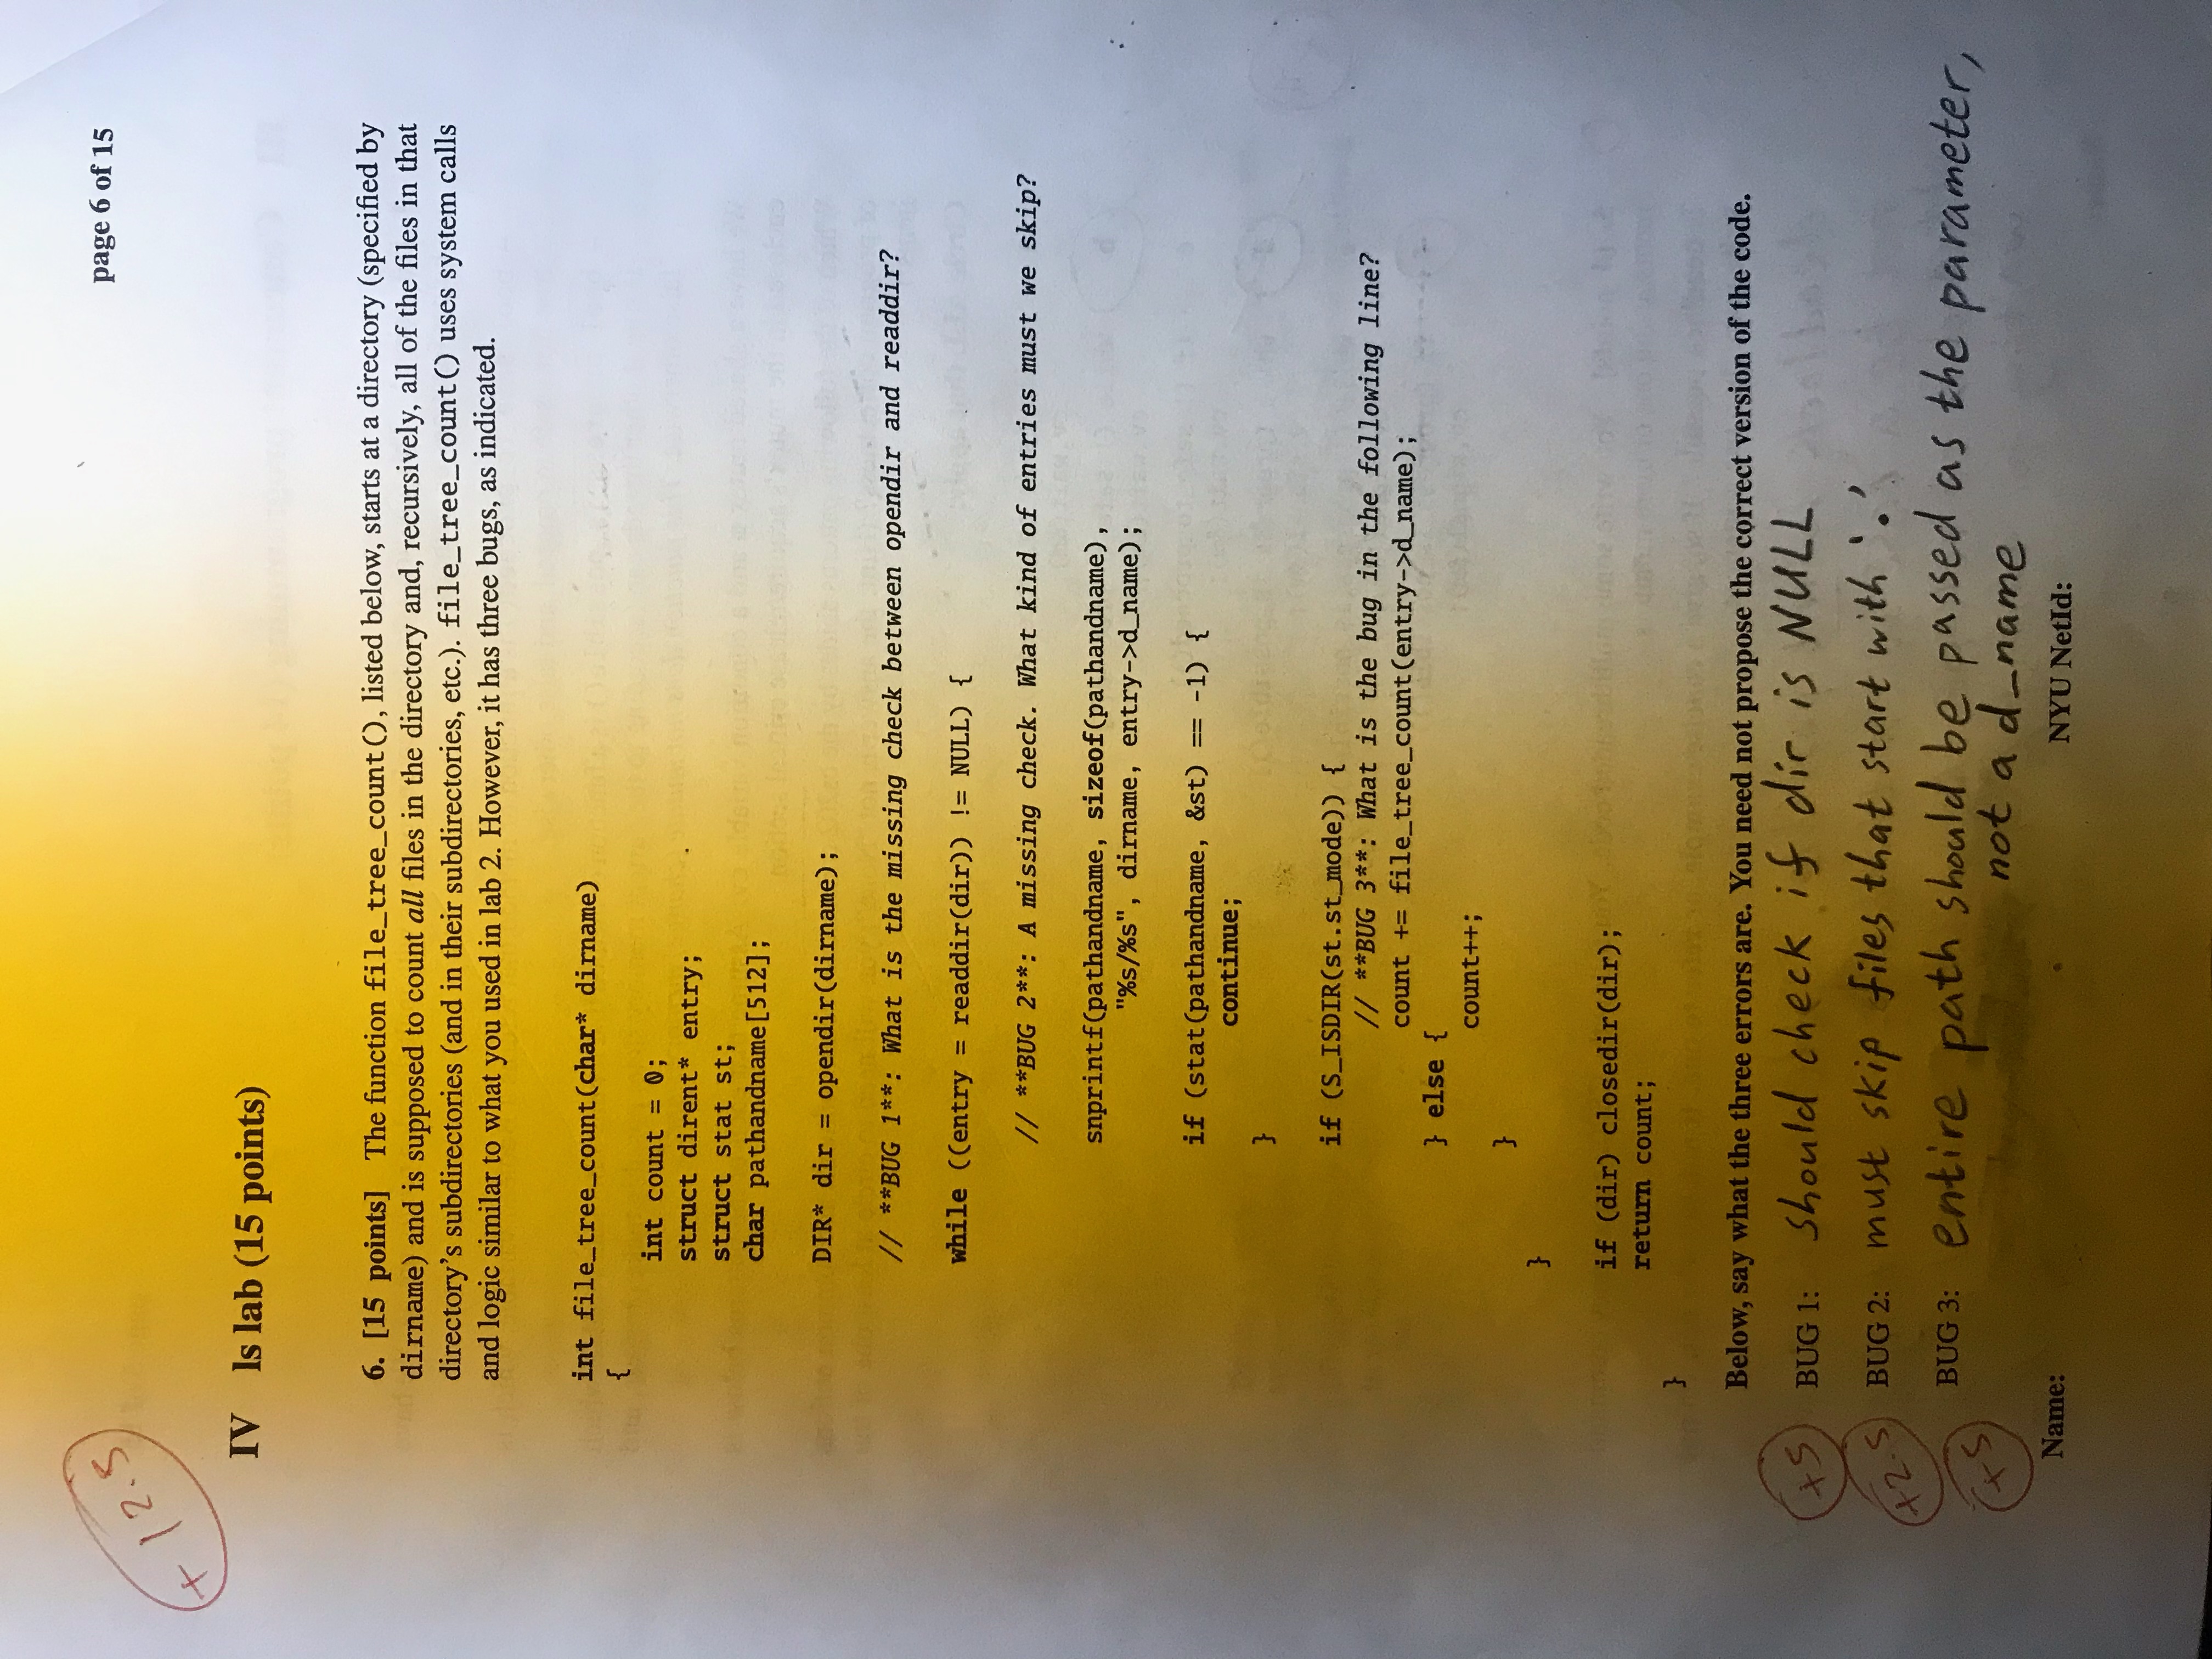 page 6 of 15
+ 12.5
IV ls lab (15 points)
6. [15 points] The function file_tree_count(), listed below, starts at a directory (specified by
dirname) and is supposed to count all files in the directory and, recursively, all of the files in that
directory's subdirectories (and in their subdirectories, etc.). file_tree_count() uses system calls
and logic similar to what you used in lab 2. However, it has three bugs, as indicated.
int file_tree_count(char* dirname)
{
int count = 0;
struct dirent* entry;
struct stat st;
char pathandname[512];
DIR* dir = opendir(dirname);
// **BUG 1**: What is the missing check between opendir and readdir?
while ((entry = readdir(dir)) != NULL) {
// **BUG 2**: A missing check. What kind of entries must we skip?
snprintf(pathandname, sizeof(pathandname),
"%s/%s", dirname, entry->d_name);
if (stat(pathandname, &st) == -1) {
continue;
}
if (S_ISDIR(st.st_mode)) {
// **BUG 3**: What is the bug in the following line?
count += file_tree_count(entry->d_name);
} else {
count++;
}
}
if (dir) closedir(dir);
return count;
}
Below, say what the three errors are. You need not propose the correct version of the code.
+5 BUG 1: should check if dir is NULL
+2.5 BUG 2: must skip files that start with '.'
+5 BUG 3: entire path should be passed as the parameter,
not a d_name
Name: NYU NetId: